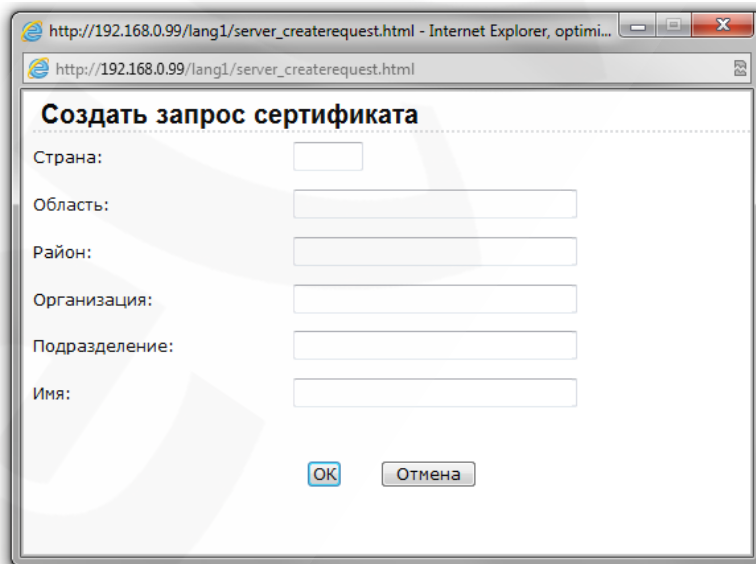 http://192.168.0.99/lang1/server_createrequest.html - Internet Explorer, optimi...
http://192.168.0.99/lang1/server_createrequest.html
Создать запрос сертификата
Страна:
Область:
Район:
Организация:
Подразделение:
Имя:
OK Отмена